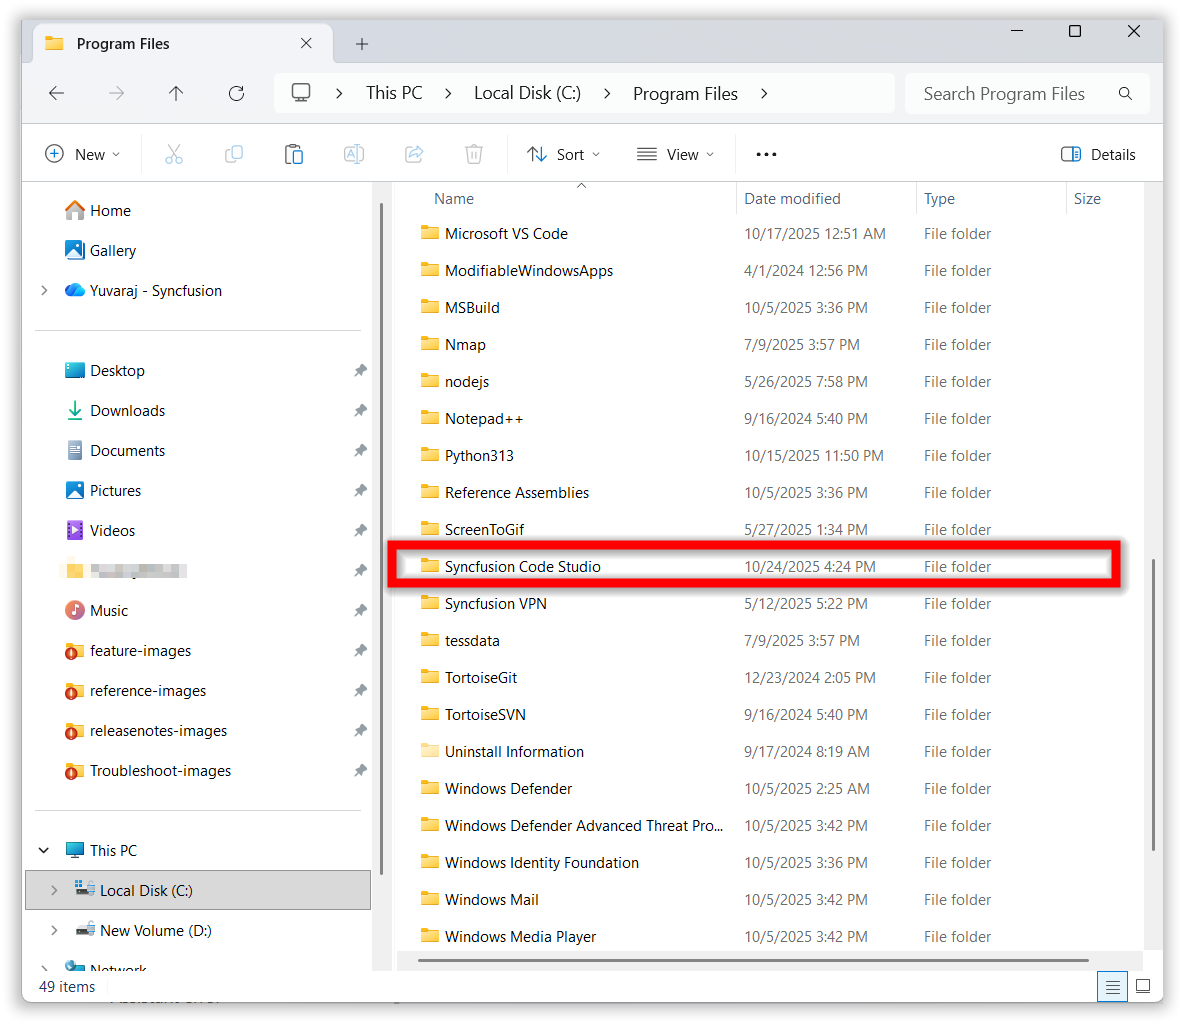 Program Files
This PC Local Disk (C:) Program Files
Search Program Files
New
Sort
View
Details
Home
Gallery
Yuvaraj - Syncfusion
Desktop
Downloads
Documents
Pictures
Videos
Music
feature-images
reference-images
releasenotes-images
Troubleshoot-images
This PC
Local Disk (C:)
New Volume (D:)
Network
Name Date modified Type Size
Microsoft VS Code 10/17/2025 12:51 AM File folder
ModifiableWindowsApps 4/1/2024 12:56 PM File folder
MSBuild 10/5/2025 3:36 PM File folder
Nmap 7/9/2025 3:57 PM File folder
nodejs 5/26/2025 7:58 PM File folder
Notepad++ 9/16/2024 5:40 PM File folder
Python313 10/15/2025 11:50 PM File folder
Reference Assemblies 10/5/2025 3:36 PM File folder
ScreenToGif 5/27/2025 1:34 PM File folder
Syncfusion Code Studio 10/24/2025 4:24 PM File folder
Syncfusion VPN 5/12/2025 5:22 PM File folder
tessdata 7/9/2025 3:57 PM File folder
TortoiseGit 12/23/2024 2:05 PM File folder
TortoiseSVN 9/16/2024 5:40 PM File folder
Uninstall Information 9/17/2024 8:19 AM File folder
Windows Defender 10/5/2025 2:25 AM File folder
Windows Defender Advanced Threat Pro... 10/5/2025 3:42 PM File folder
Windows Identity Foundation 10/5/2025 3:36 PM File folder
Windows Mail 10/5/2025 3:42 PM File folder
Windows Media Player 10/5/2025 3:42 PM File folder
49 items